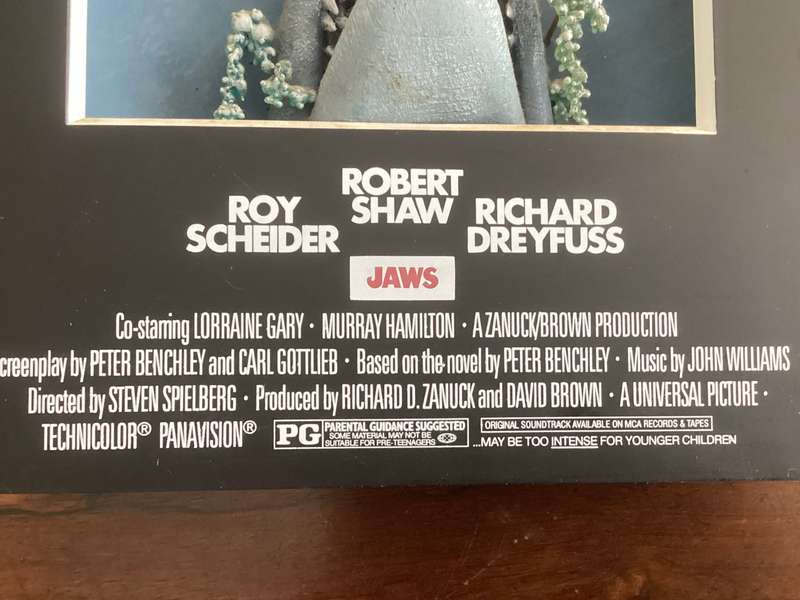 ROBERT SHAW
ROY SCHEIDER
RICHARD DREYFUSS
JAWS
Co-starring LORRAINE GARY · MURRAY HAMILTON · A ZANUCK/BROWN PRODUCTION
creenplay by PETER BENCHLEY and CARL GOTTLIEB · Based on the novel by PETER BENCHLEY · Music by JOHN WILLIAMS
Directed by STEVEN SPIELBERG · Produced by RICHARD D. ZANUCK and DAVID BROWN · A UNIVERSAL PICTURE ·
TECHNICOLOR® PANAVISION®
PG PARENTAL GUIDANCE SUGGESTED
SOME MATERIAL MAY NOT BE
SUITABLE FOR PRE-TEENAGERS
ORIGINAL SOUNDTRACK AVAILABLE ON MCA RECORDS & TAPES
...MAY BE TOO INTENSE FOR YOUNGER CHILDREN